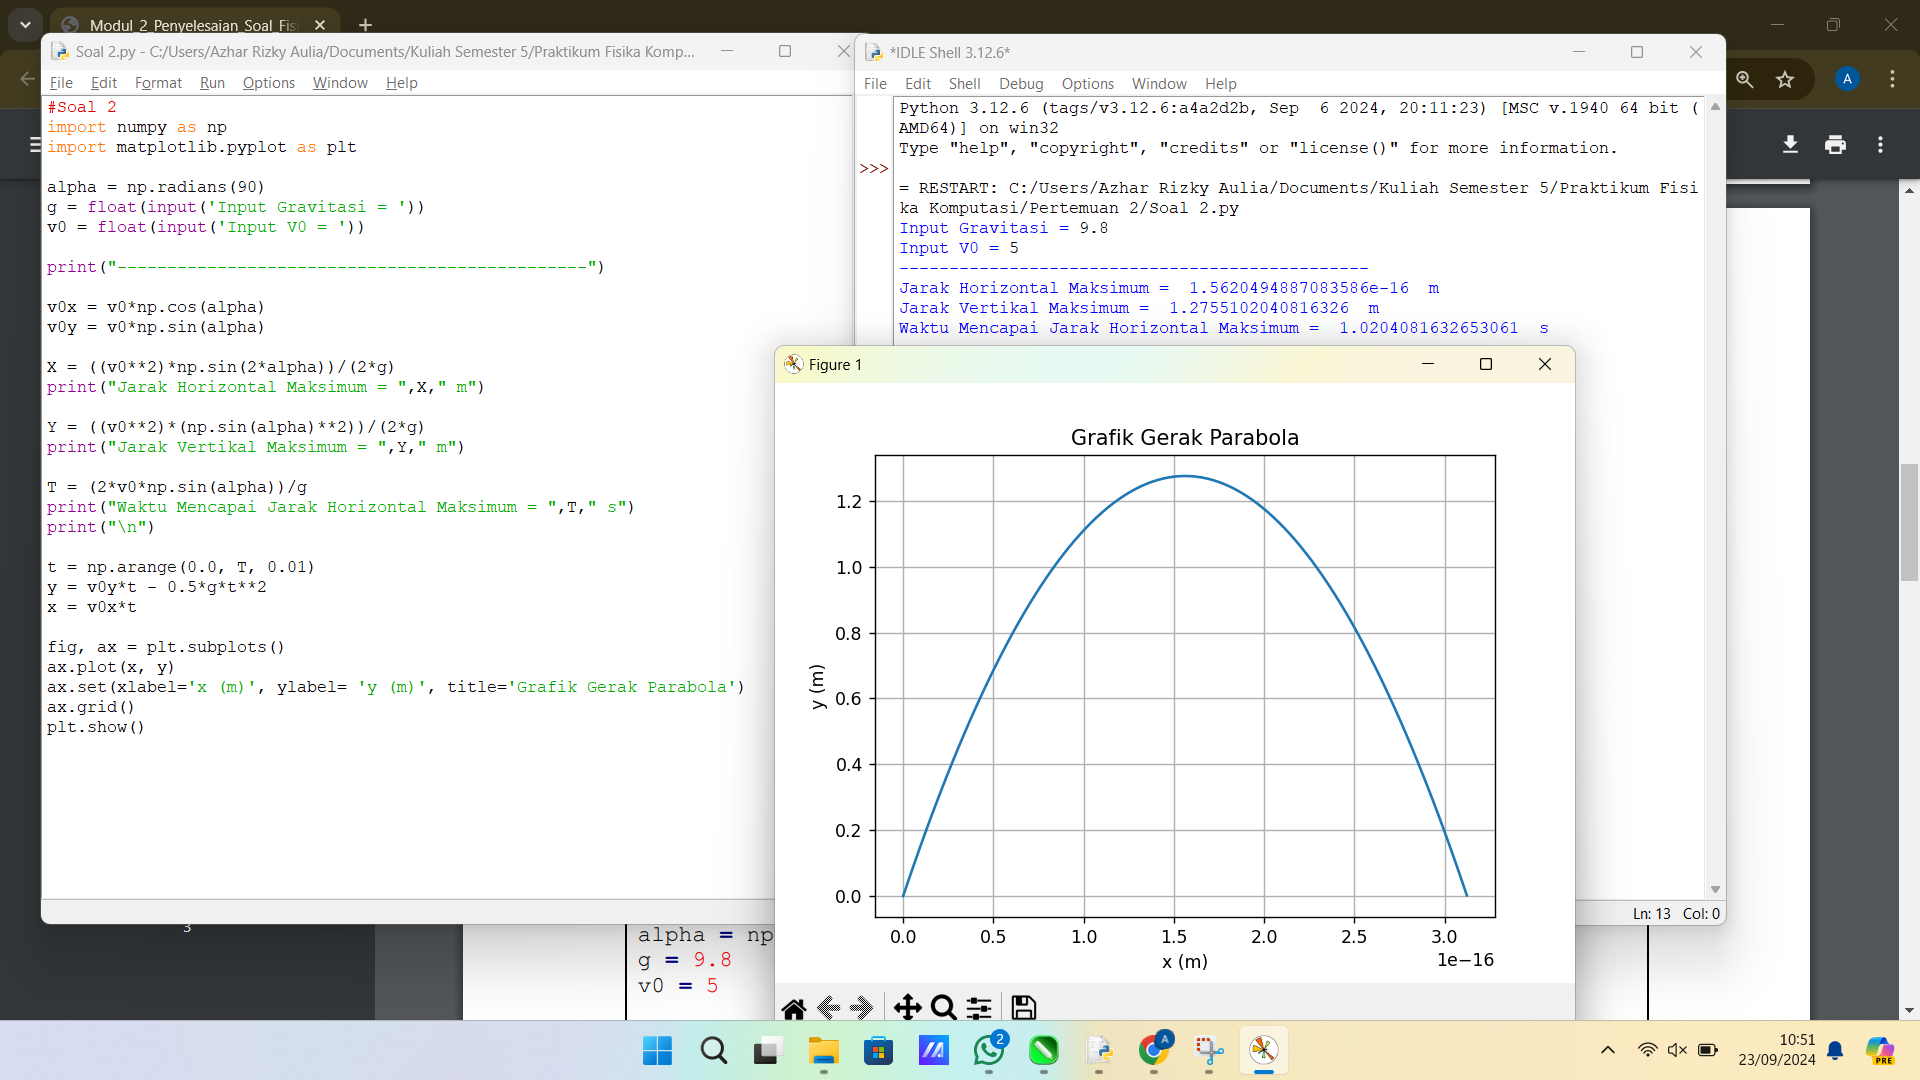 Modul_2_Penyelesaian_Soal_Fis
Soal 2.py - C:/Users/Azhar Rizky Aulia/Documents/Kuliah Semester 5/Praktikum Fisika Komp...
File Edit Format Run Options Window Help
#Soal 2
import numpy as np
import matplotlib.pyplot as plt
alpha = np.radians(90)
g = float(input('Input Gravitasi = '))
v0 = float(input('Input V0 = '))
print("-----------------------------------------------")
v0x = v0*np.cos(alpha)
v0y = v0*np.sin(alpha)
X = ((v0**2)*np.sin(2*alpha))/(2*g)
print("Jarak Horizontal Maksimum = ",X," m")
Y = ((v0**2)*(np.sin(alpha)**2))/(2*g)
print("Jarak Vertikal Maksimum = ",Y," m")
T = (2*v0*np.sin(alpha))/g
print("Waktu Mencapai Jarak Horizontal Maksimum = ",T," s")
print("\n")
t = np.arange(0.0, T, 0.01)
y = v0y*t - 0.5*g*t**2
x = v0x*t
fig, ax = plt.subplots()
ax.plot(x, y)
ax.set(xlabel='x (m)', ylabel= 'y (m)', title='Grafik Gerak Parabola')
ax.grid()
plt.show()
*IDLE Shell 3.12.6*
File Edit Shell Debug Options Window Help
Python 3.12.6 (tags/v3.12.6:a4a2d2b, Sep  6 2024, 20:11:23) [MSC v.1940 64 bit (
AMD64)] on win32
Type "help", "copyright", "credits" or "license()" for more information.
>>>
= RESTART: C:/Users/Azhar Rizky Aulia/Documents/Kuliah Semester 5/Praktikum Fisi
ka Komputasi/Pertemuan 2/Soal 2.py
Input Gravitasi = 9.8
Input V0 = 5
-----------------------------------------------
Jarak Horizontal Maksimum =  1.5620494887083586e-16  m
Jarak Vertikal Maksimum =  1.2755102040816326  m
Waktu Mencapai Jarak Horizontal Maksimum =  1.0204081632653061  s
Figure 1
Grafik Gerak Parabola
1.2
1.0
0.8
0.6
0.4
0.2
0.0
y (m)
0.0 0.5 1.0 1.5 2.0 2.5 3.0
x (m)
1e−16
Ln: 13 Col: 0
3
alpha = np
g = 9.8
v0 = 5
A
2
A
10:51
23/09/2024
PRE